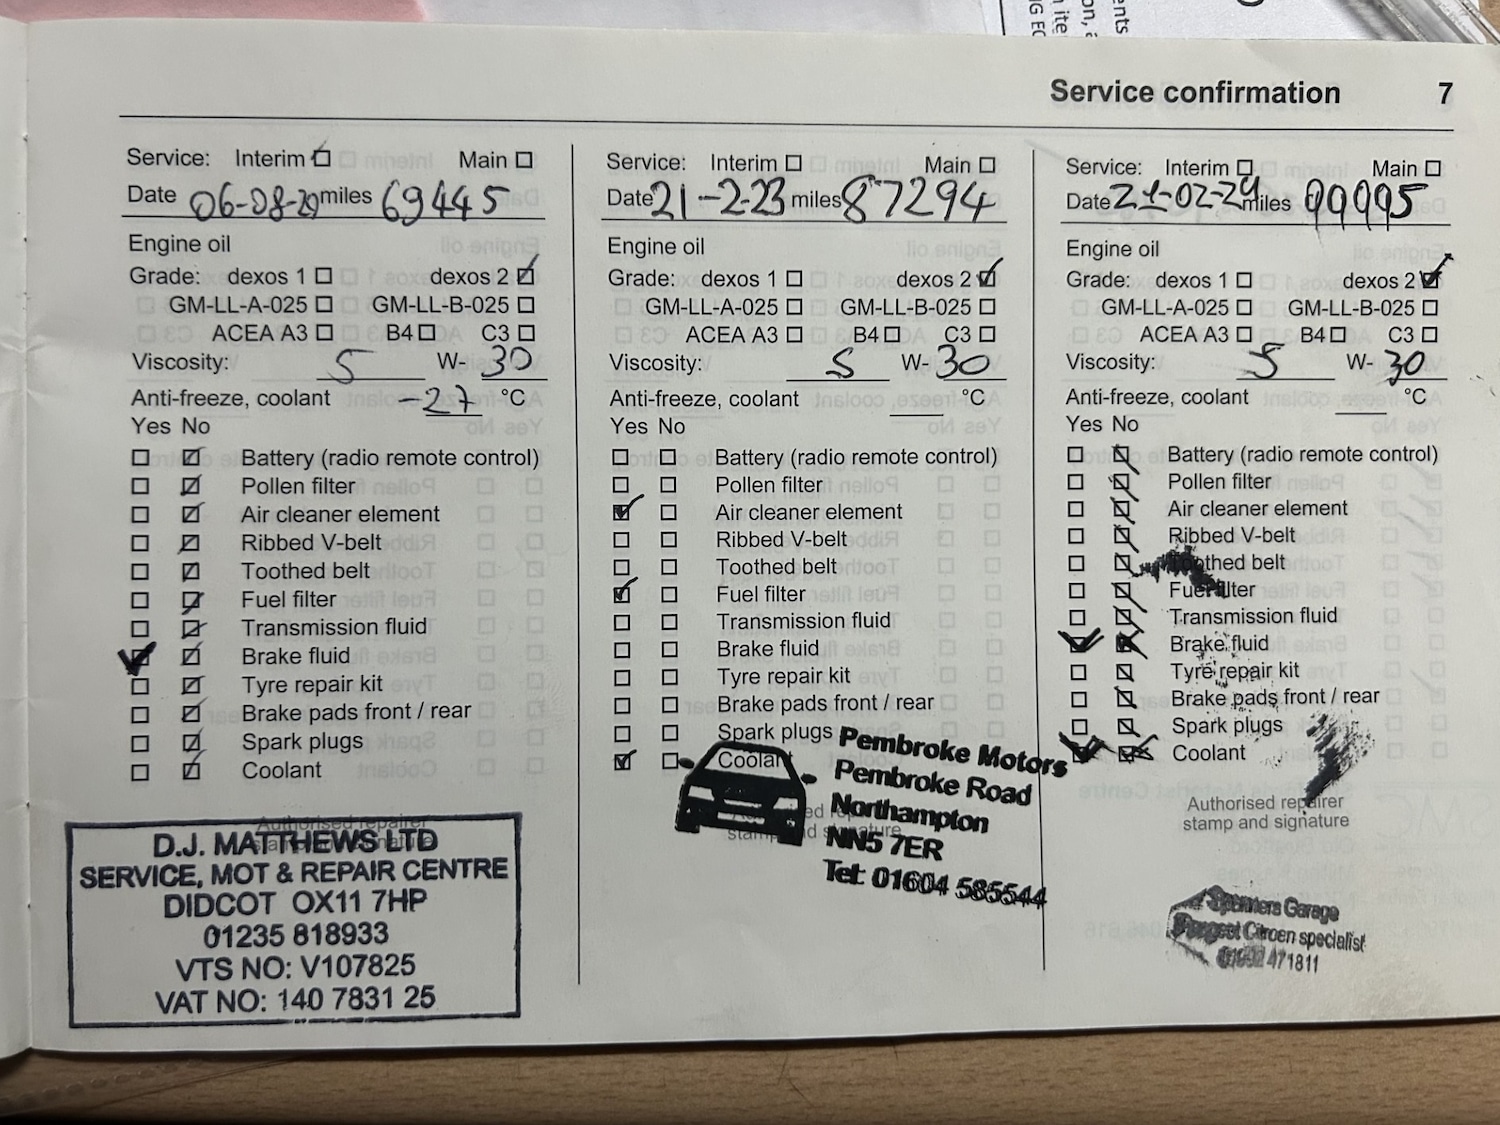 Service confirmation 7
Service: Interim Main
Date 06-08-20 miles 69445
Engine oil
Grade: dexos 1 dexos 2
GM-LL-A-025 GM-LL-B-025
ACEA A3 B4 C3
Viscosity: 5 W- 30
Anti-freeze, coolant -27 °C
Yes No
Battery (radio remote control)
Pollen filter
Air cleaner element
Ribbed V-belt
Toothed belt
Fuel filter
Transmission fluid
Brake fluid
Tyre repair kit
Brake pads front / rear
Spark plugs
Coolant
Authorised repairer
stamp and signature
D.J. MATTHEWS LTD
SERVICE, MOT & REPAIR CENTRE
DIDCOT OX11 7HP
01235 818933
VTS NO: V107825
VAT NO: 140 7831 25
Service: Interim Main
Date 21-2-23 miles 87294
Engine oil
Grade: dexos 1 dexos 2
GM-LL-A-025 GM-LL-B-025
ACEA A3 B4 C3
Viscosity: 5 W- 30
Anti-freeze, coolant °C
Yes No
Battery (radio remote control)
Pollen filter
Air cleaner element
Ribbed V-belt
Toothed belt
Fuel filter
Transmission fluid
Brake fluid
Tyre repair kit
Brake pads front / rear
Spark plugs
Coolant
stamp and signature
Pembroke Motors
Pembroke Road
Northampton
NN5 7ER
Tel: 01604 585544
Service: Interim Main
Date 21-02-24 miles 99995
Engine oil
Grade: dexos 1 dexos 2
GM-LL-A-025 GM-LL-B-025
ACEA A3 B4 C3
Viscosity: 5 W- 30
Anti-freeze, coolant °C
Yes No
Battery (radio remote control)
Pollen filter
Air cleaner element
Ribbed V-belt
Toothed belt
Fuel filter
Transmission fluid
Brake fluid
Tyre repair kit
Brake pads front / rear
Spark plugs
Coolant
Authorised repairer
stamp and signature
Garage
Citroen specialist
471811